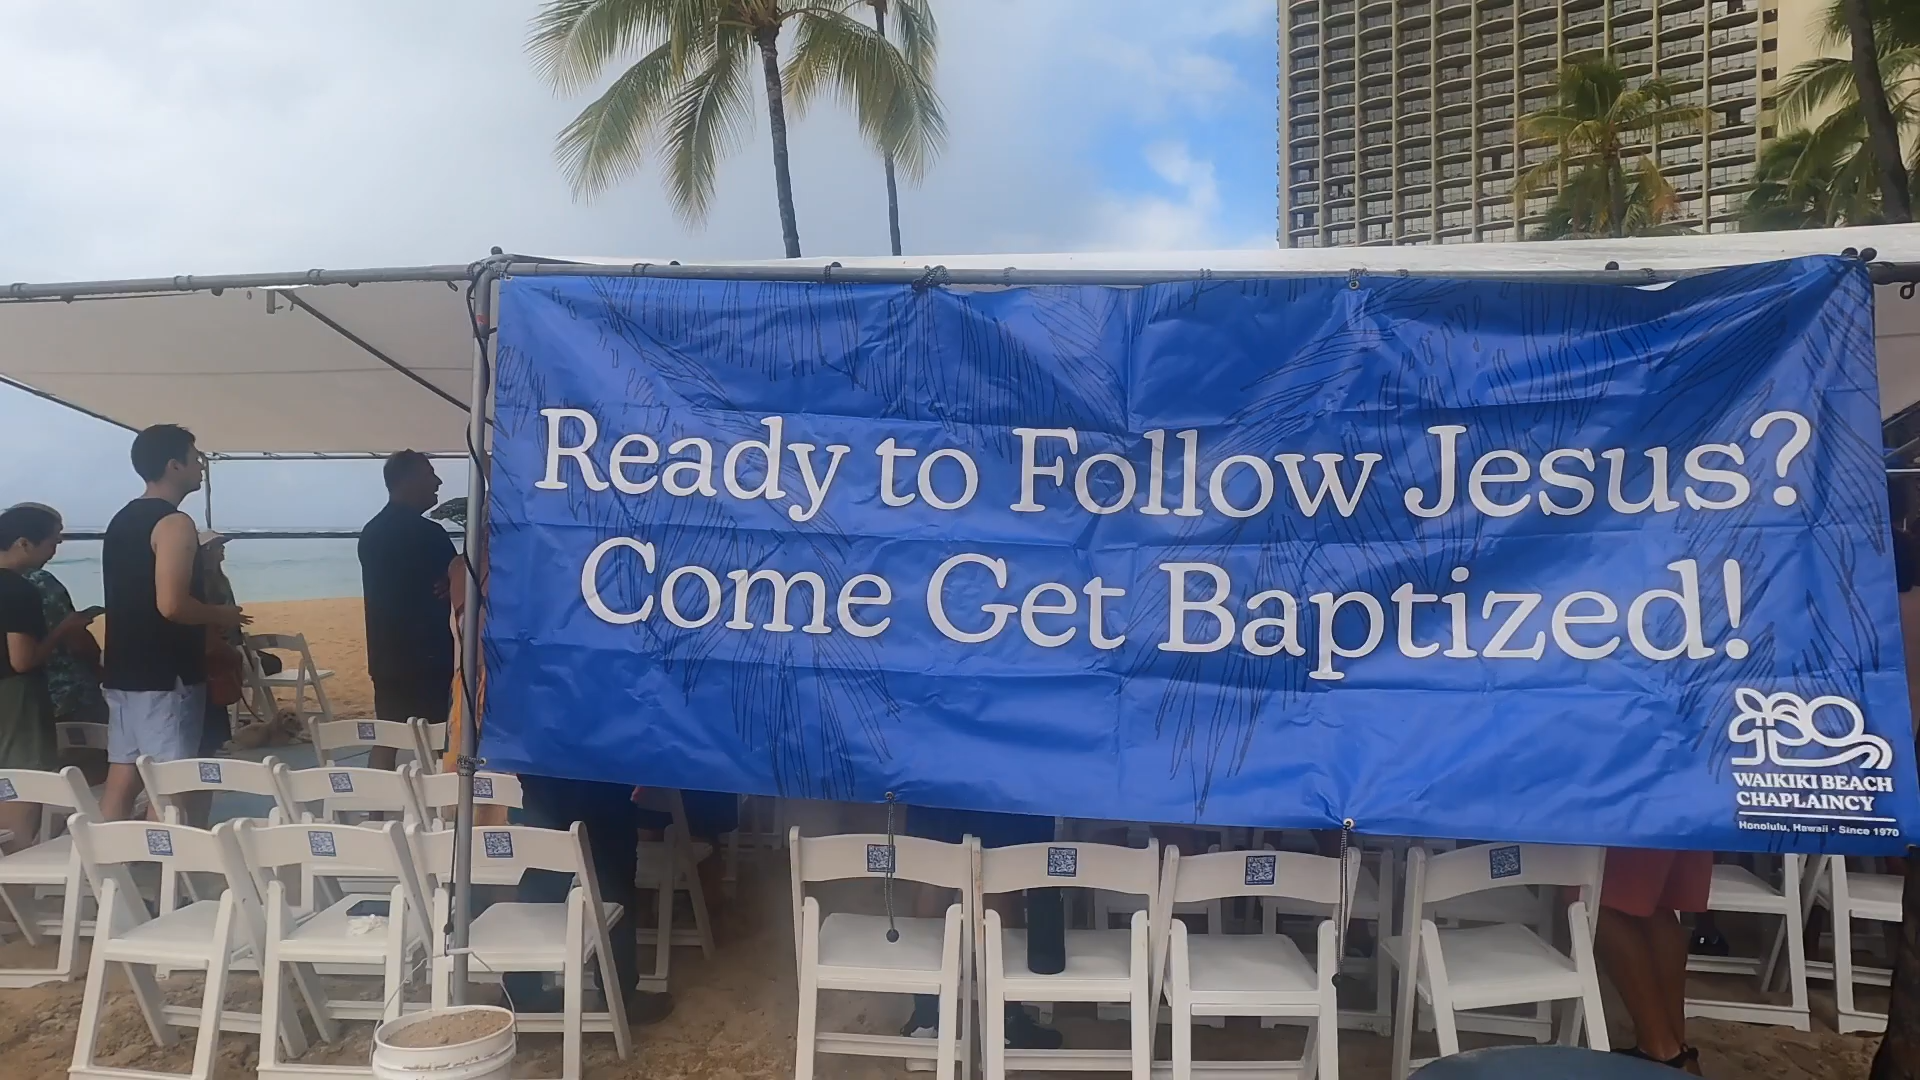 Ready to Follow Jesus?
Come Get Baptized!
WAIKIKI BEACH
CHAPLAINCY
Honolulu, Hawaii • Since 1970